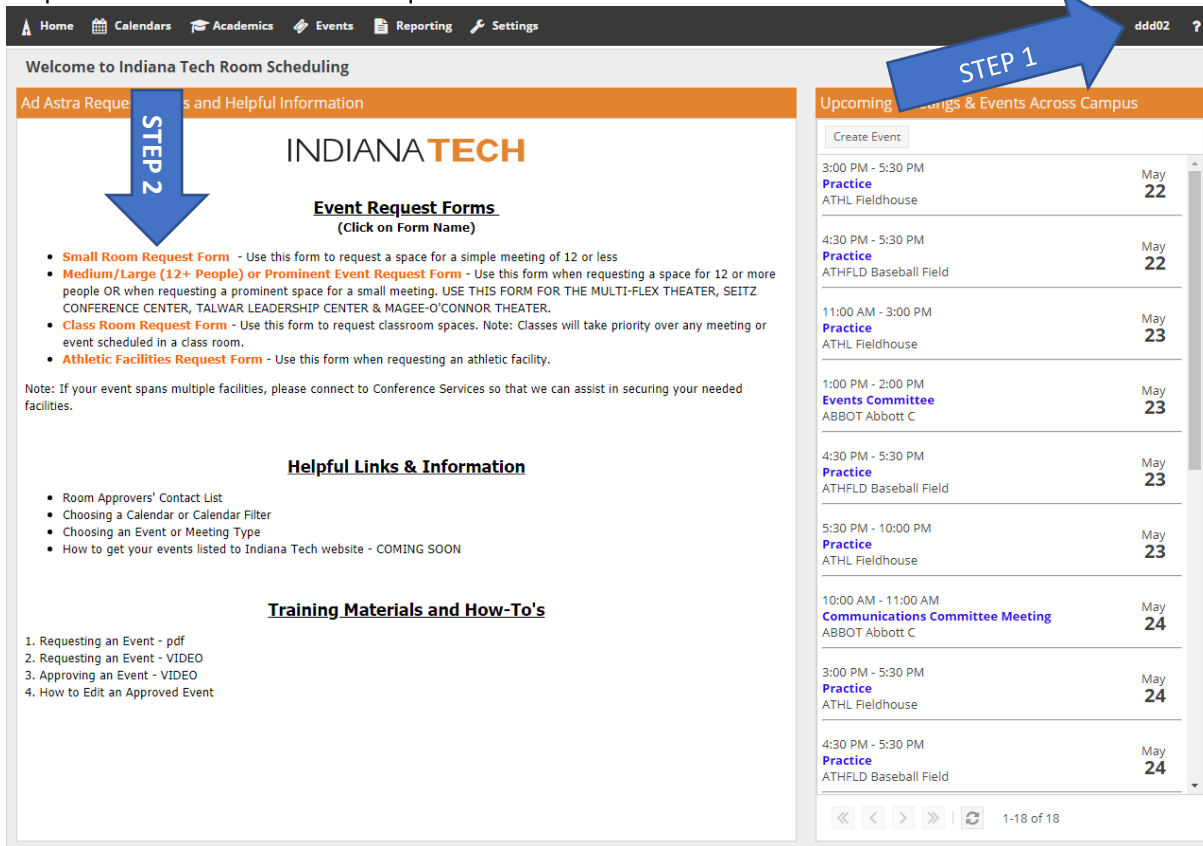 Home Calendars Academics Events Reporting Settings ddd02 ?
STEP 1
Welcome to Indiana Tech Room Scheduling
Ad Astra Reque s and Helpful Information
STEP 2
INDIANA TECH
Event Request Forms
(Click on Form Name)
• Small Room Request Form - Use this form to request a space for a simple meeting of 12 or less
• Medium/Large (12+ People) or Prominent Event Request Form - Use this form when requesting a space for 12 or more
people OR when requesting a prominent space for a small meeting. USE THIS FORM FOR THE MULTI-FLEX THEATER, SEITZ
CONFERENCE CENTER, TALWAR LEADERSHIP CENTER & MAGEE-O'CONNOR THEATER.
• Class Room Request Form - Use this form to request classroom spaces. Note: Classes will take priority over any meeting or
event scheduled in a class room.
• Athletic Facilities Request Form - Use this form when requesting an athletic facility.
Note: If your event spans multiple facilities, please connect to Conference Services so that we can assist in securing your needed
facilities.
Helpful Links & Information
• Room Approvers' Contact List
• Choosing a Calendar or Calendar Filter
• Choosing an Event or Meeting Type
• How to get your events listed to Indiana Tech website - COMING SOON
Training Materials and How-To's
1. Requesting an Event - pdf
2. Requesting an Event - VIDEO
3. Approving an Event - VIDEO
4. How to Edit an Approved Event
Upcoming tings & Events Across Campus
Create Event
3:00 PM - 5:30 PM
Practice
ATHL Fieldhouse
May
22
4:30 PM - 5:30 PM
Practice
ATHFLD Baseball Field
May
22
11:00 AM - 3:00 PM
Practice
ATHL Fieldhouse
May
23
1:00 PM - 2:00 PM
Events Committee
ABBOT Abbott C
May
23
4:30 PM - 5:30 PM
Practice
ATHFLD Baseball Field
May
23
5:30 PM - 10:00 PM
Practice
ATHL Fieldhouse
May
23
10:00 AM - 11:00 AM
Communications Committee Meeting
ABBOT Abbott C
May
24
3:00 PM - 5:30 PM
Practice
ATHL Fieldhouse
May
24
4:30 PM - 5:30 PM
Practice
ATHFLD Baseball Field
May
24
1-18 of 18